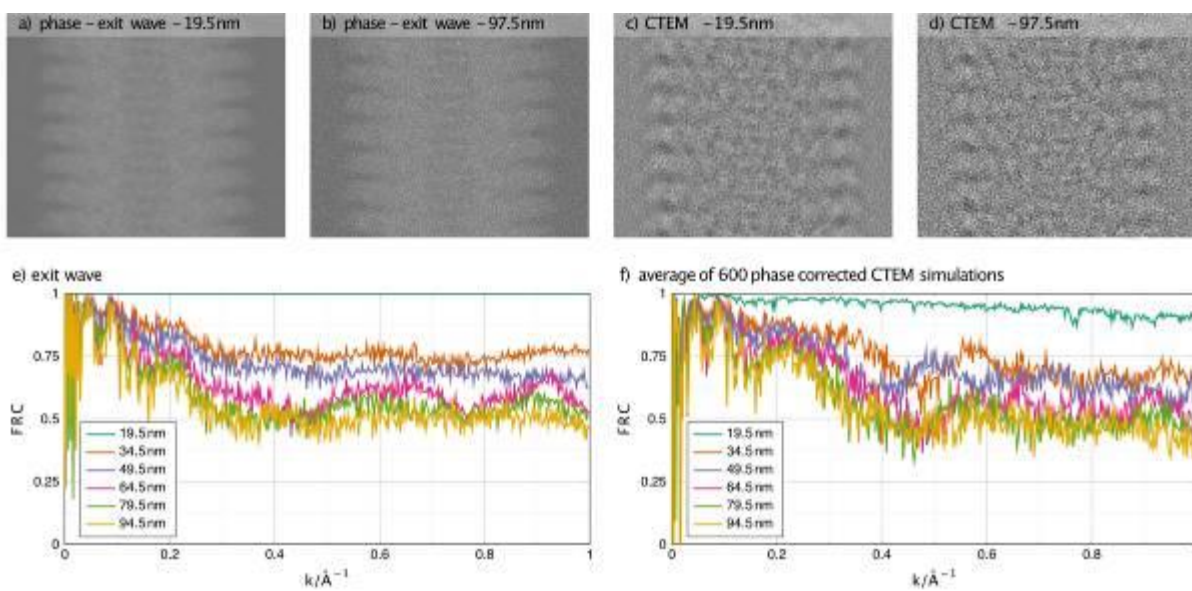 a) phase – exit wave ~19.5nm
b) phase – exit wave ~97.5nm
c) CTEM ~19.5nm
d) CTEM ~97.5nm
e) exit wave
1
0.75
0.5
0.25
0
FRC
19.5nm
34.5nm
49.5nm
64.5nm
79.5nm
94.5nm
0 0.2 0.4 0.6 0.8 1
k/Å⁻¹
f) average of 600 phase corrected CTEM simulations
1
0.75
0.5
0.25
0
FRC
19.5nm
34.5nm
49.5nm
64.5nm
79.5nm
94.5nm
0 0.2 0.4 0.6 0.8 1
k/Å⁻¹